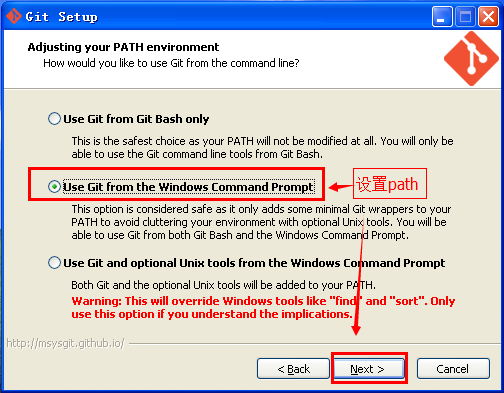 Git Setup
Adjusting your PATH environment
How would you like to use Git from the command line?
Use Git from Git Bash only
This is the safest choice as your PATH will not be modified at all. You will only be
able to use the Git command line tools from Git Bash.
Use Git from the Windows Command Prompt
设置path
This option is considered safe as it only adds some minimal Git wrappers to your
PATH to avoid cluttering your environment with optional Unix tools. You will be
able to use Git from both Git Bash and the Windows Command Prompt.
Use Git and optional Unix tools from the Windows Command Prompt
Both Git and the optional Unix tools will be added to your PATH.
Warning: This will override Windows tools like "find" and "sort". Only
use this option if you understand the implications.
http://msysgit.github.io/
< Back
Next >
Cancel